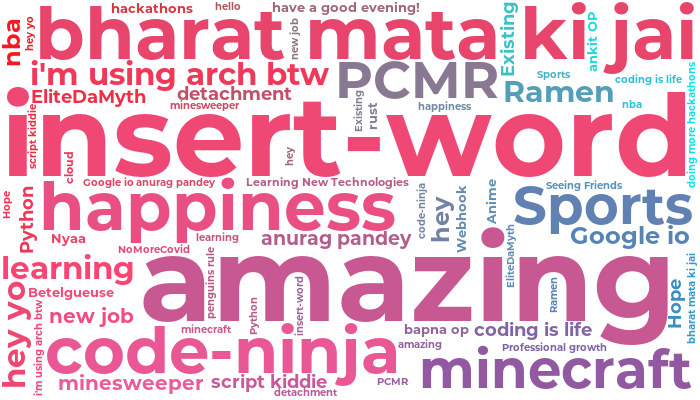 hackathons
hello
have a good evening!
nba
hey yo
bharat mata ki jai
new job
Existing
ankit OP
i'm using arch btw
PCMR
Sports
coding is life
EliteDaMyth
detachment
minesweeper
Existing
rust
happiness
Ramen
nba
doing more hackathons
insert-word
script kiddie
cloud
hey
Google io anurag pandey
Learning New Technologies
Hope
Python
happiness
code-ninja
hey
Webhook
Anime
Seeing Friends
Sports
Nyaa
NoMoreCovid
learning
anurag pandey
EliteDaMyth
Google io
learning
Betelgueuse
penguins rule
amazing
Python
insert-word
Ramen
Hope
bharat mata ki jai
hey yo
i'm using arch btw
new job
minecraft
bapna op
coding is life
code-ninja
amazing
Professional growth
minesweeper
script kiddie
detachment
PCMR
minecraft